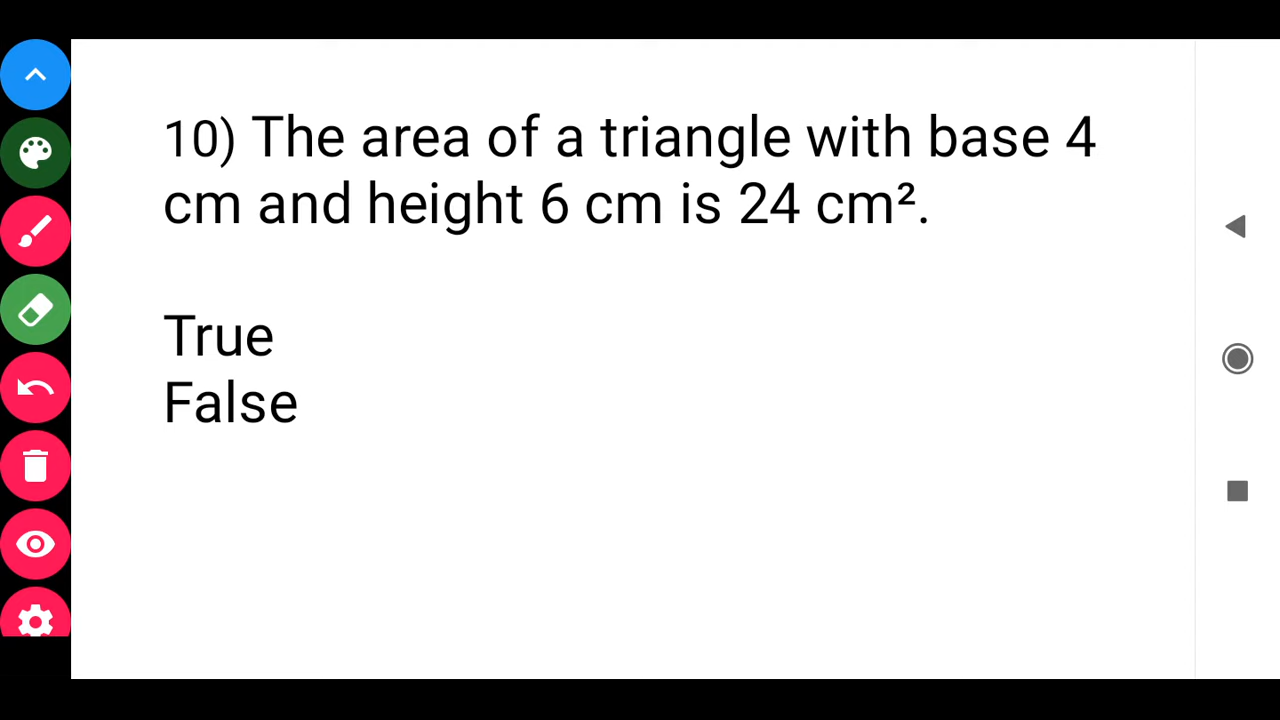 10) The area of a triangle with base 4
cm and height 6 cm is 24 cm².
True
False